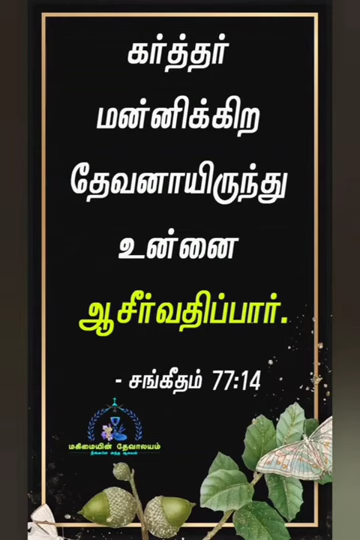 கர்த்தர்
மன்னிக்கிற
தேவனாயிருந்து
உன்னை
ஆசீர்வதிப்பார்.
- சங்கீதம் 77:14
மகிமையின் தேவாலயம்